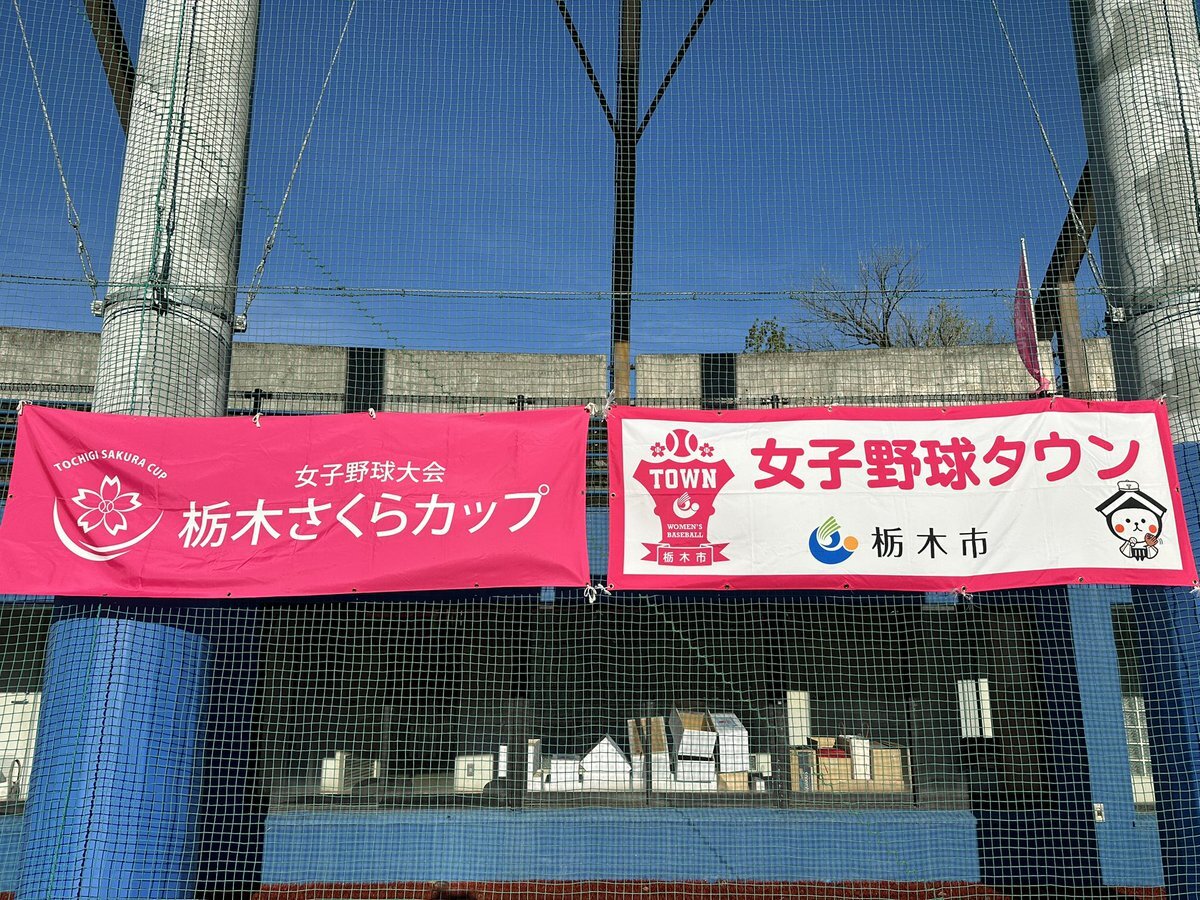 TOCHIGI SAKURA CUP
女子野球大会
栃木さくらカップ
TOWN
WOMEN'S
BASEBALL
栃木市
女子野球タウン
栃木市